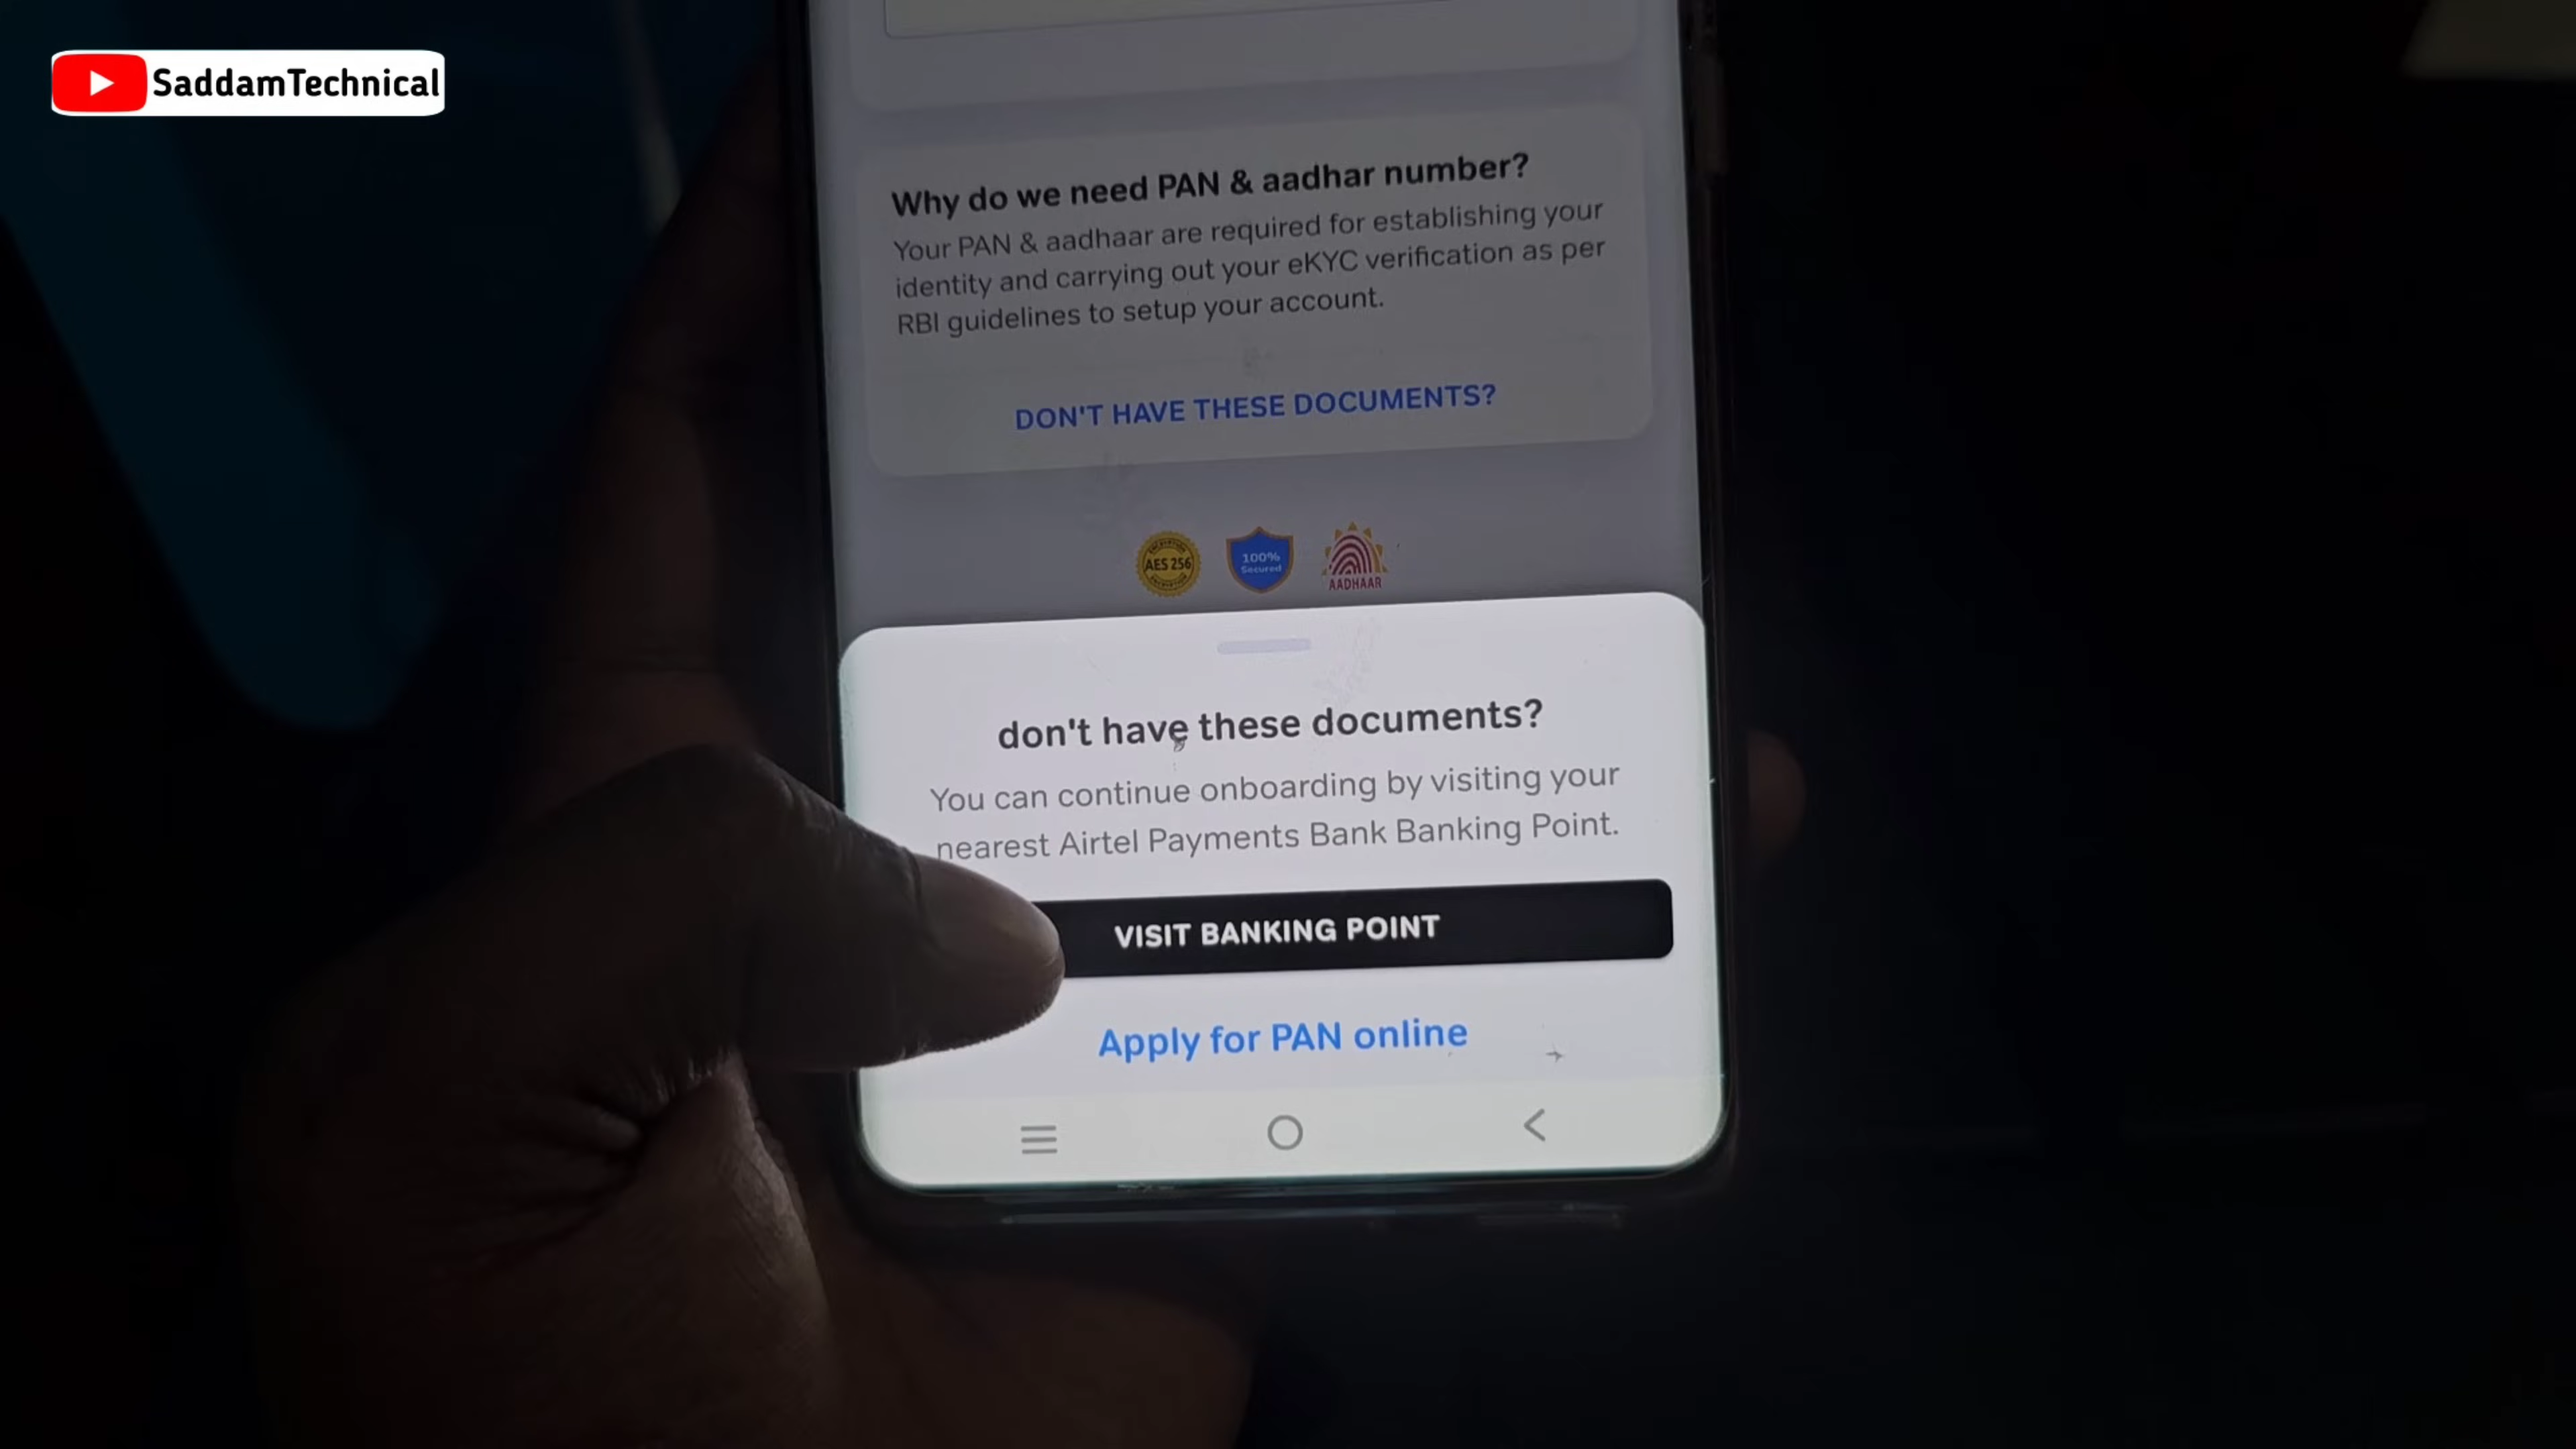 SaddamTechnical
Why do we need PAN & aadhar number?
Your PAN & aadhaar are required for establishing your
identity and carrying out your eKYC verification as per
RBI guidelines to setup your account.
DON'T HAVE THESE DOCUMENTS?
ENCRYPTION
AES 256
ENCRYPTION
100%
Secured
AADHAAR
don't have these documents?
You can continue onboarding by visiting your
nearest Airtel Payments Bank Banking Point.
VISIT BANKING POINT
Apply for PAN online